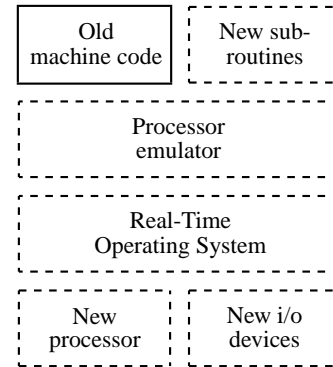 Old
machine code
New sub-
routines
Processor
emulator
Real-Time
Operating System
New
processor
New i/o
devices